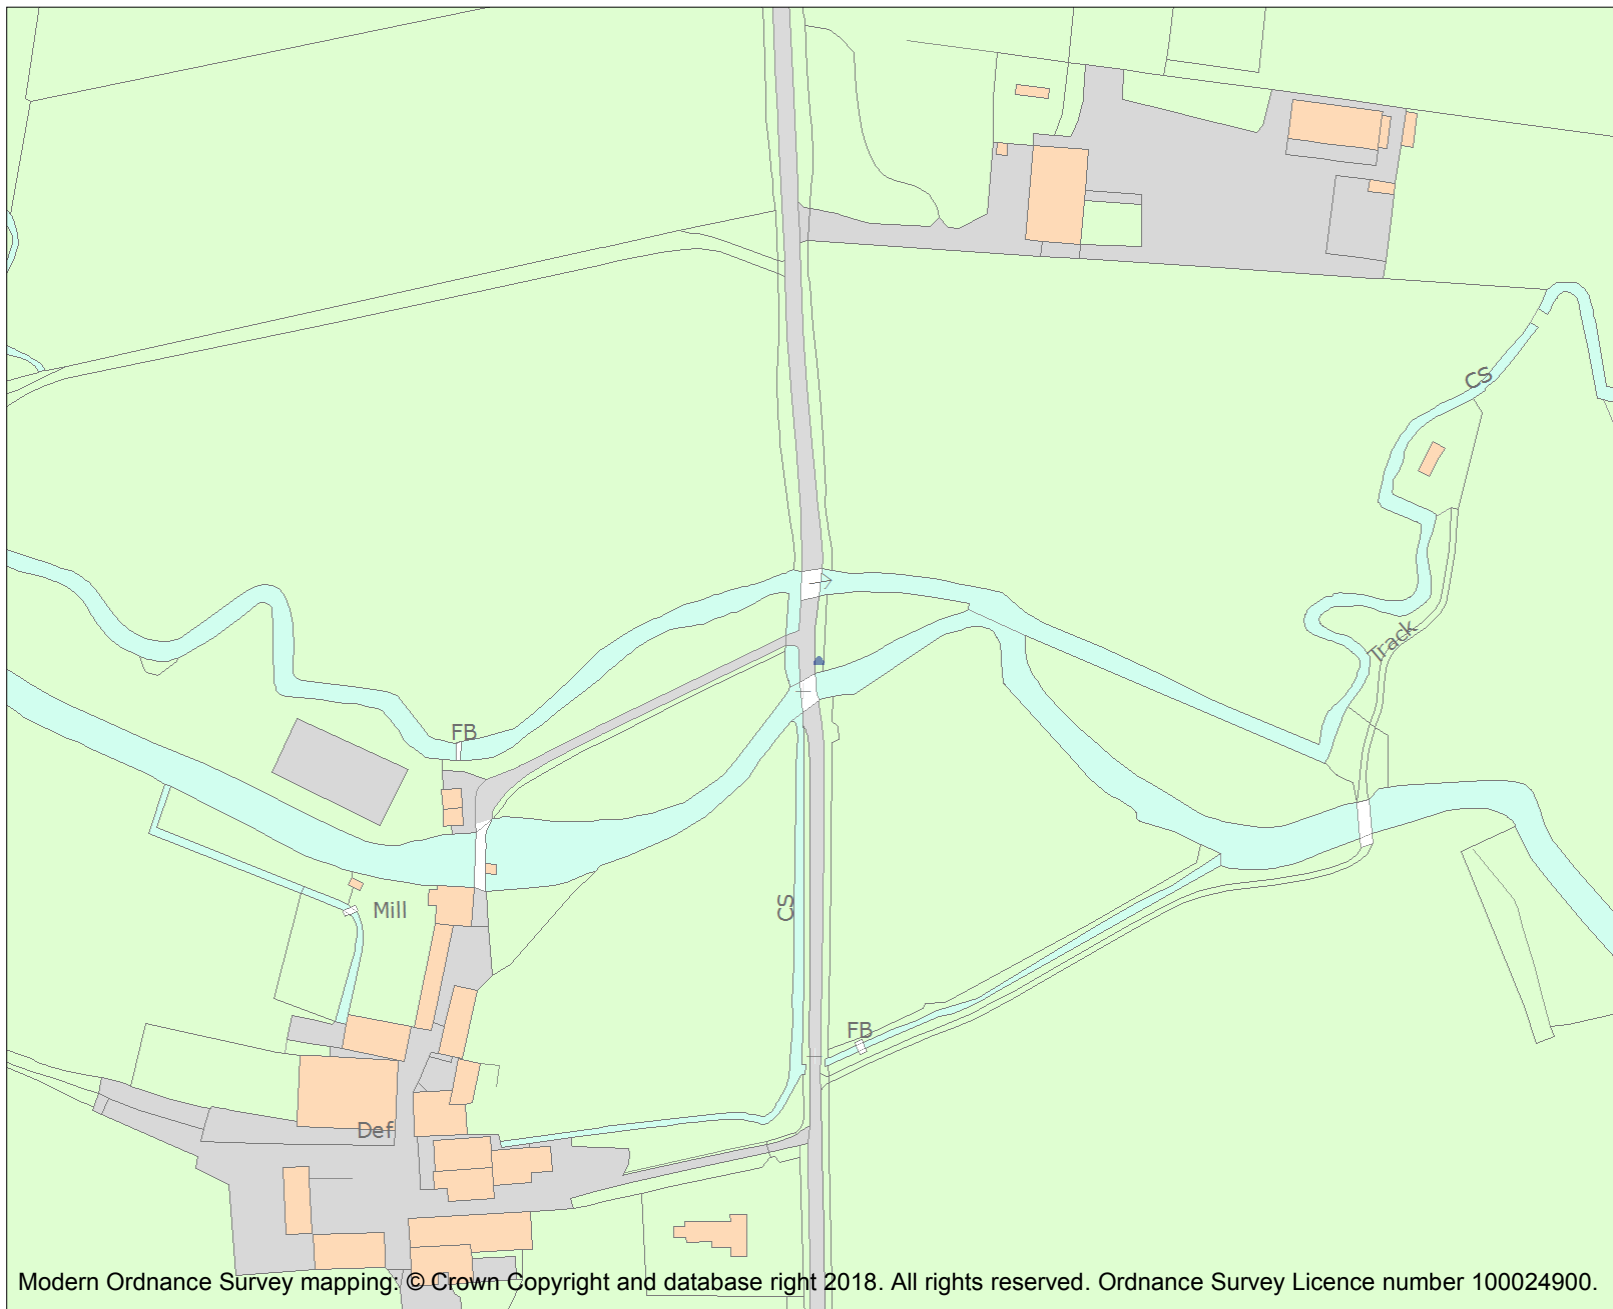 CS
Track
FB
CS
Mill
FB
Def
Modern Ordnance Survey mapping: © Crown Copyright and database right 2018. All rights reserved. Ordnance Survey Licence number 100024900.